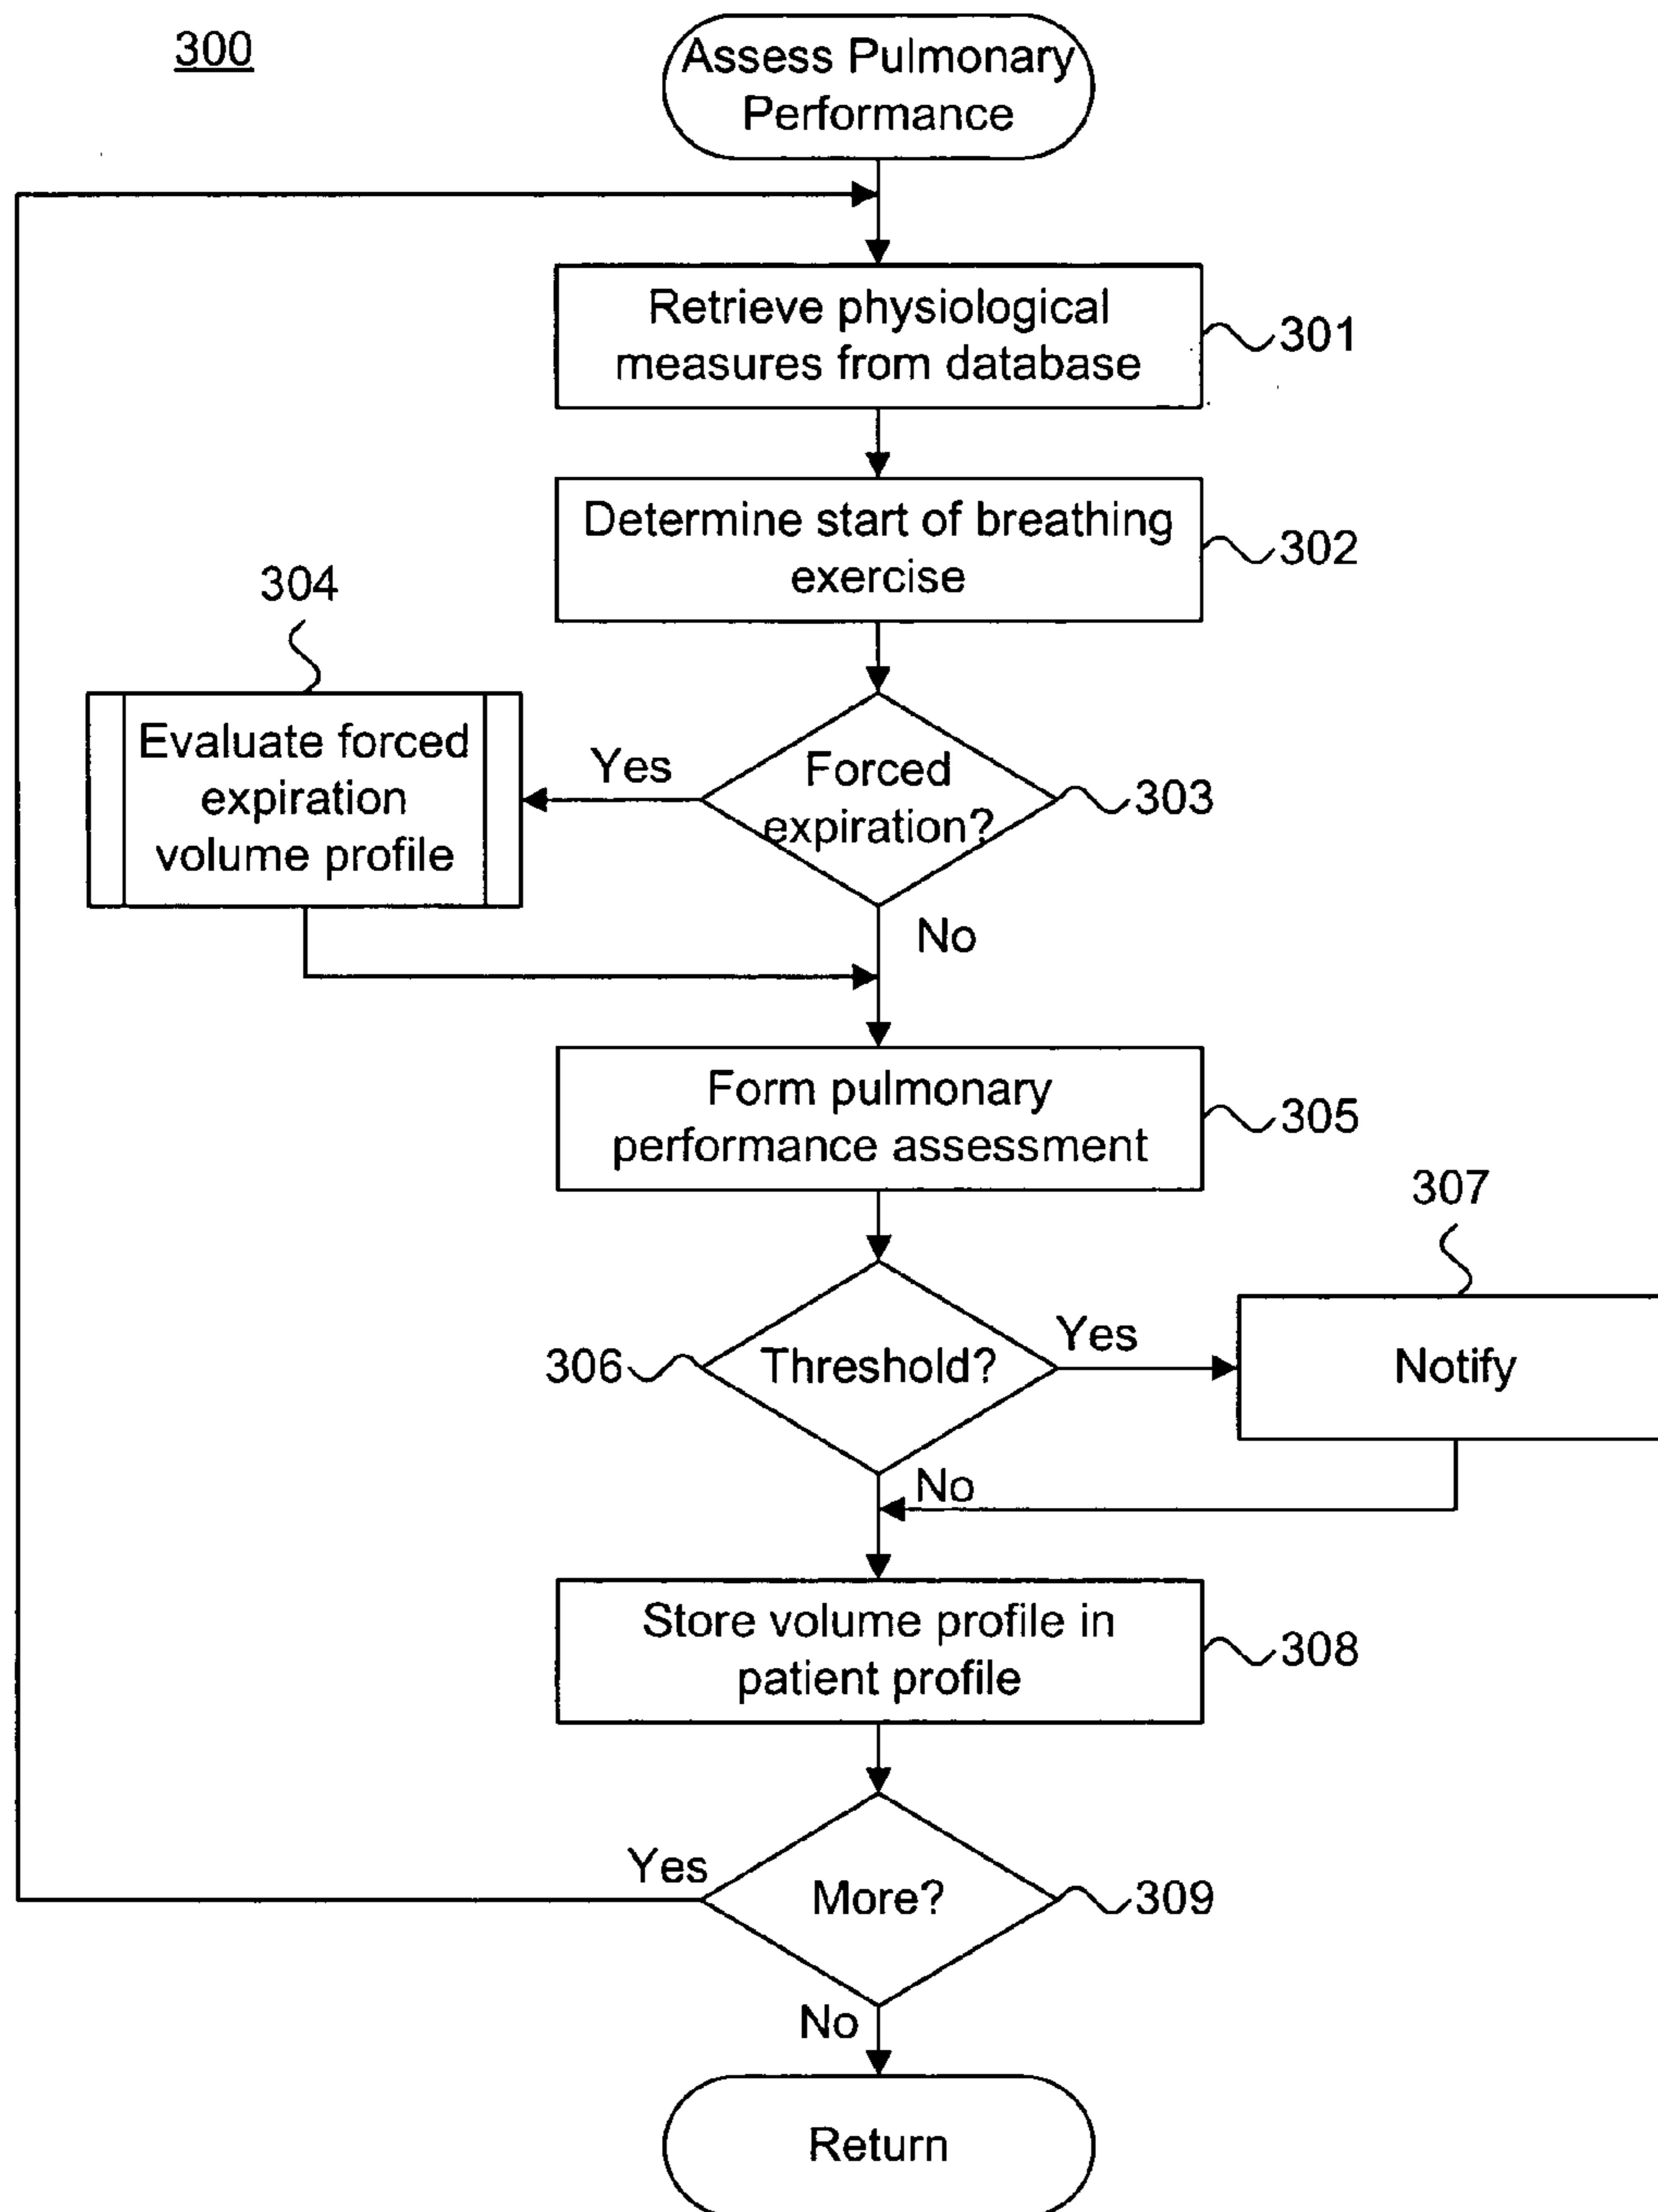 300
Assess Pulmonary
Performance
Retrieve physiological
measures from database
301
Determine start of breathing
exercise
302
304
Evaluate forced
expiration
volume profile
Yes
Forced
expiration?
303
No
Form pulmonary
performance assessment
305
307
306
Threshold?
Yes
Notify
No
Store volume profile in
patient profile
308
Yes
More?
309
No
Return